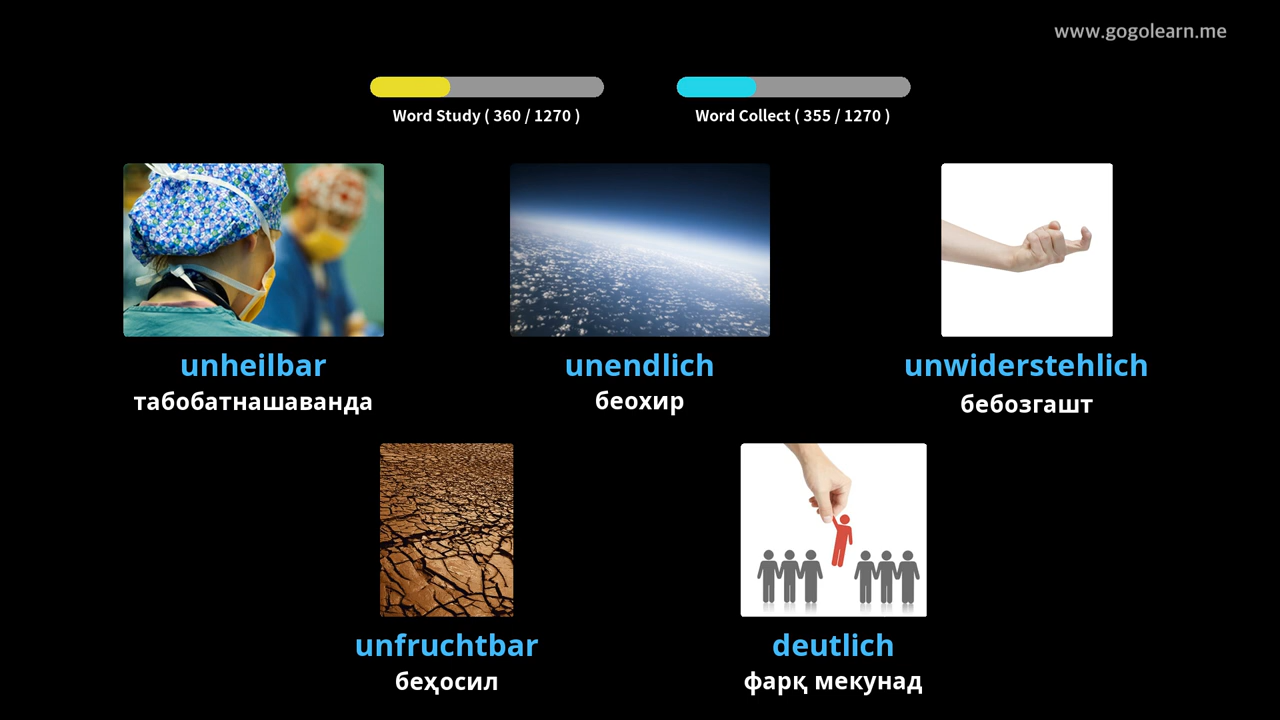 www.gogolearn.me
Word Study ( 360 / 1270 )
Word Collect ( 355 / 1270 )
unheilbar
табобатнашаванда
unendlich
беохир
unwiderstehlich
бебозгашт
unfruchtbar
беҳосил
deutlich
фарқ мекунад